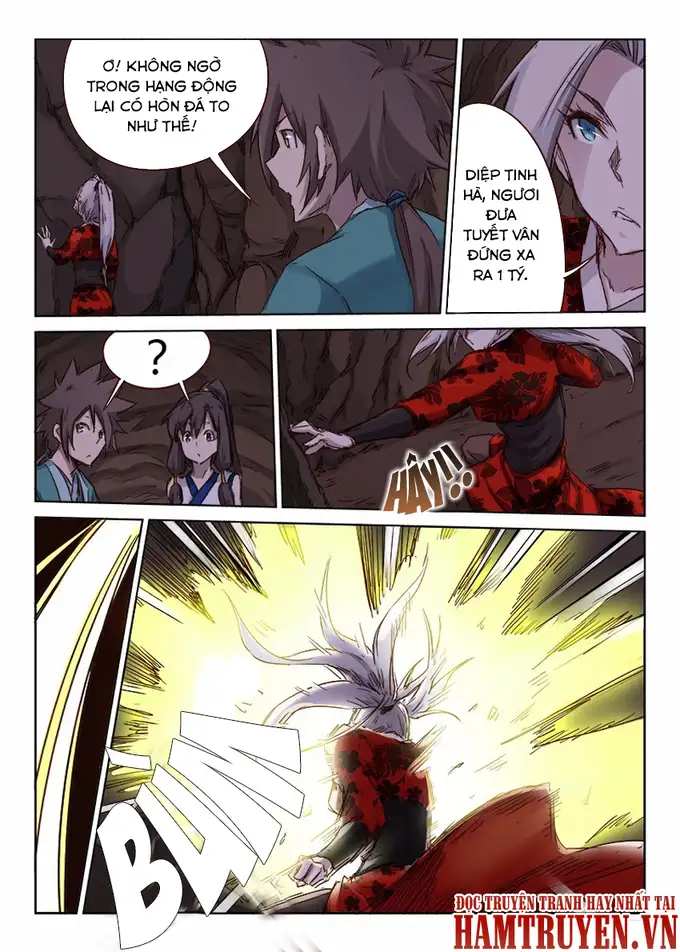 Ơ! KHÔNG NGỜ
TRONG HẠNG ĐỘNG
LẠI CÓ HÒN ĐÁ TO
NHƯ THẾ!
DIỆP TINH
HÀ, NGƯƠI
ĐƯA
TUYẾT VÂN
ĐỨNG XA
RA 1 TÝ.
?
HÂY!!
BÙM
ĐỌC TRUYỆN TRANH HAY NHẤT TẠI
HAMTRUYEN.VN